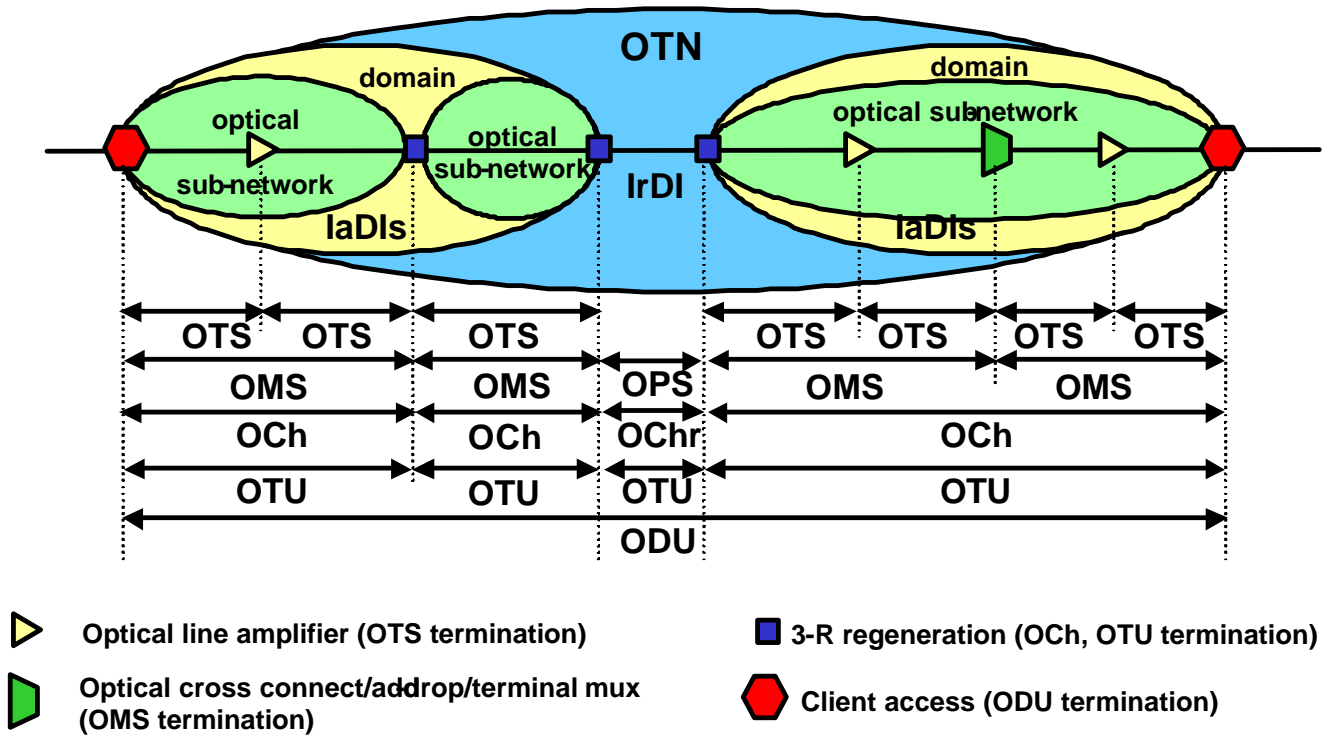 OTN
domain
domain
optical
sub-network
optical
sub-network
optical sub-network
IrDI
IaDIs
IaDIs
OTS OTS OTS OTS OTS OTS OTS
OMS OMS OPS OMS OMS
OCh OCh OChr OCh
OTU OTU OTU OTU
ODU
Optical line amplifier (OTS termination)
3-R regeneration (OCh, OTU termination)
Optical cross connect/add-drop/terminal mux
(OMS termination)
Client access (ODU termination)